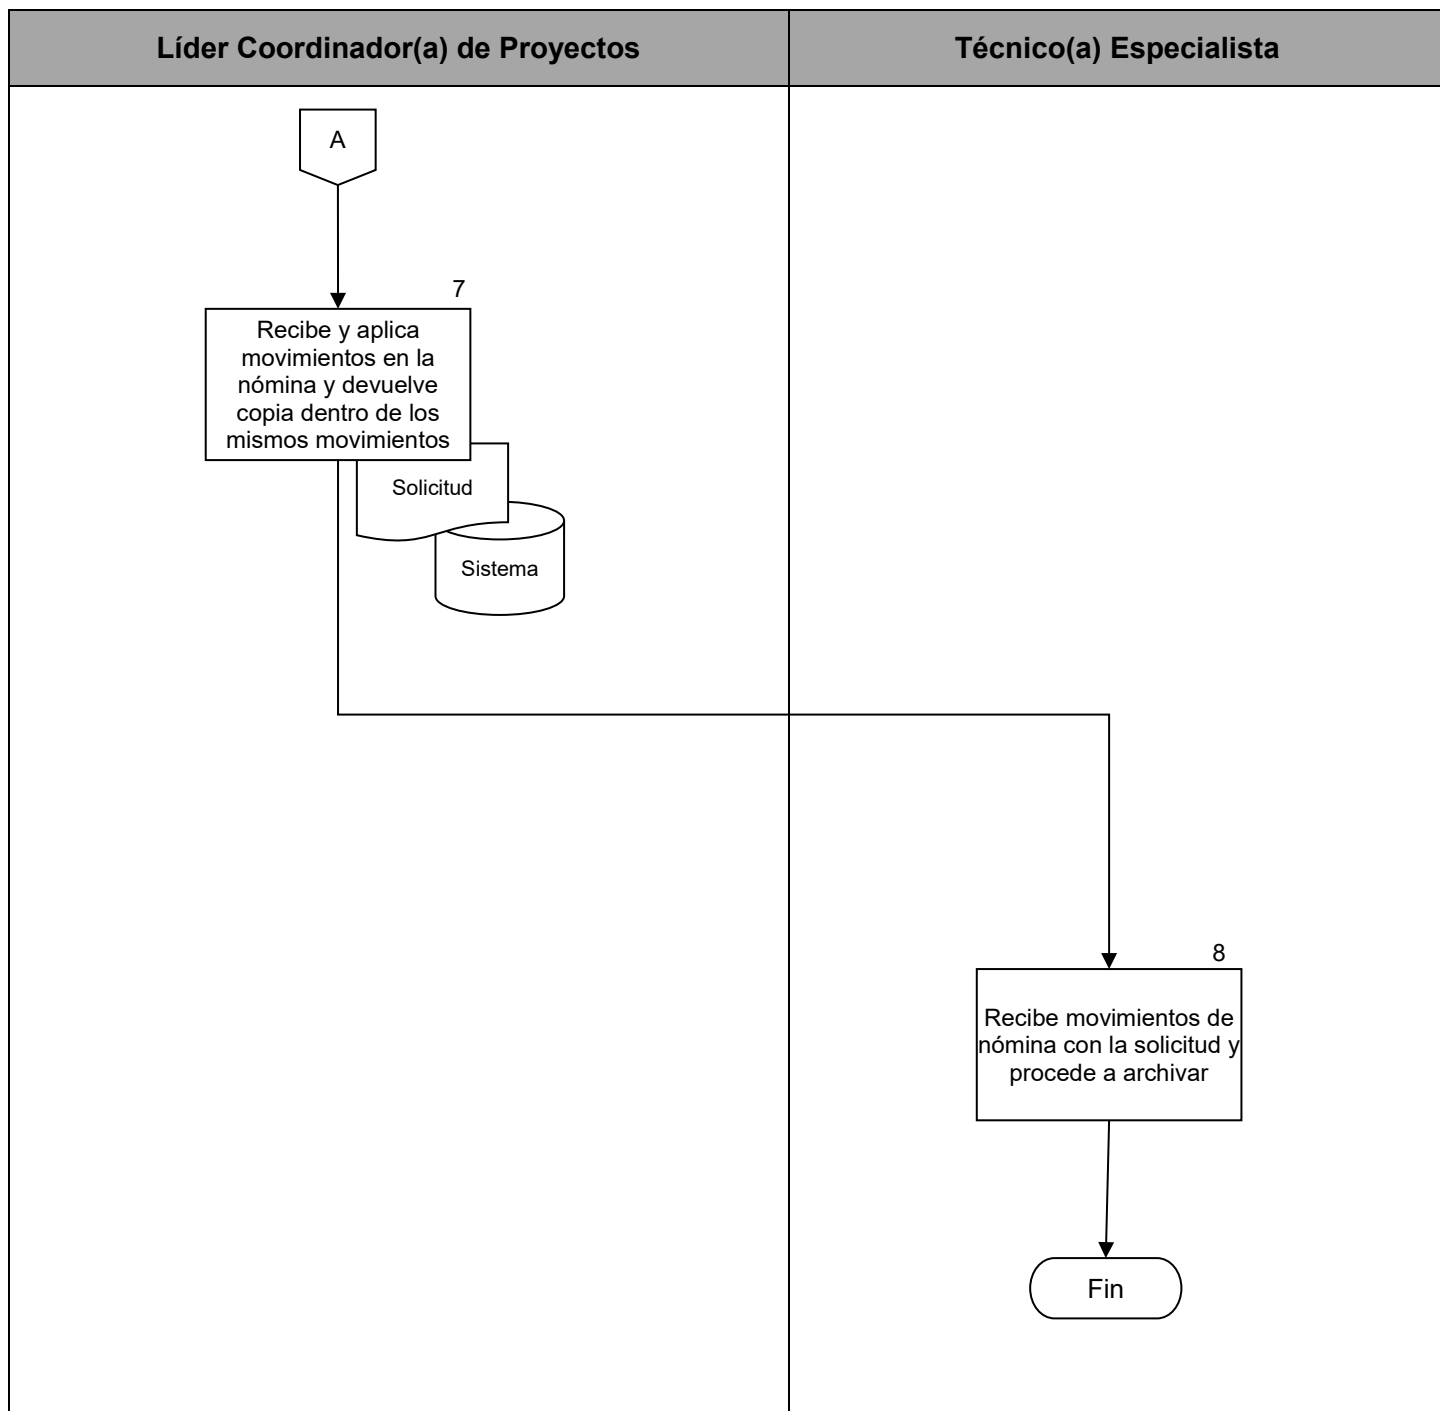 Líder Coordinador(a) de Proyectos
Técnico(a) Especialista
A
7
Recibe y aplica
movimientos en la
nómina y devuelve
copia dentro de los
mismos movimientos
Solicitud
Sistema
8
Recibe movimientos de
nómina con la solicitud y
procede a archivar
Fin